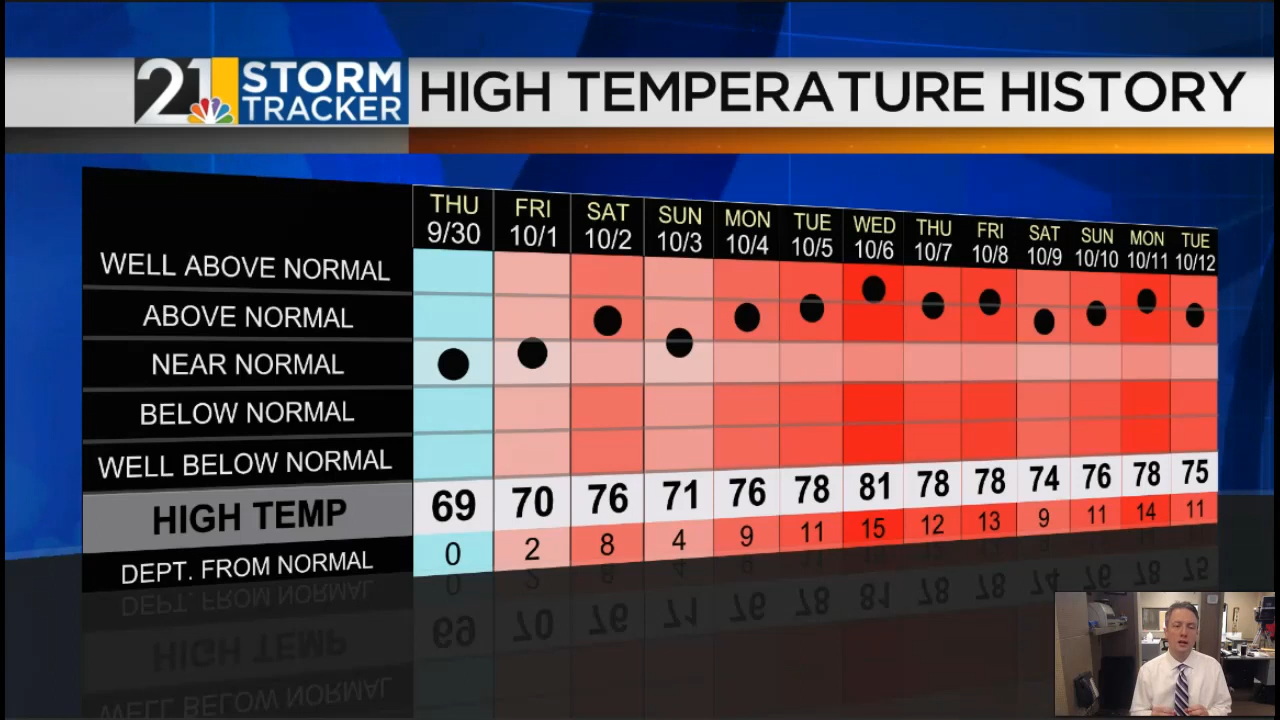 21 STORM TRACKER HIGH TEMPERATURE HISTORY
THU FRI SAT SUN MON TUE WED THU FRI SAT SUN MON TUE
9/30 10/1 10/2 10/3 10/4 10/5 10/6 10/7 10/8 10/9 10/10 10/11 10/12
WELL ABOVE NORMAL
ABOVE NORMAL
NEAR NORMAL
BELOW NORMAL
WELL BELOW NORMAL
HIGH TEMP 69 70 76 71 76 78 81 78 78 74 76 78 75
DEPT. FROM NORMAL 0 2 8 4 9 11 15 12 13 9 11 14 11